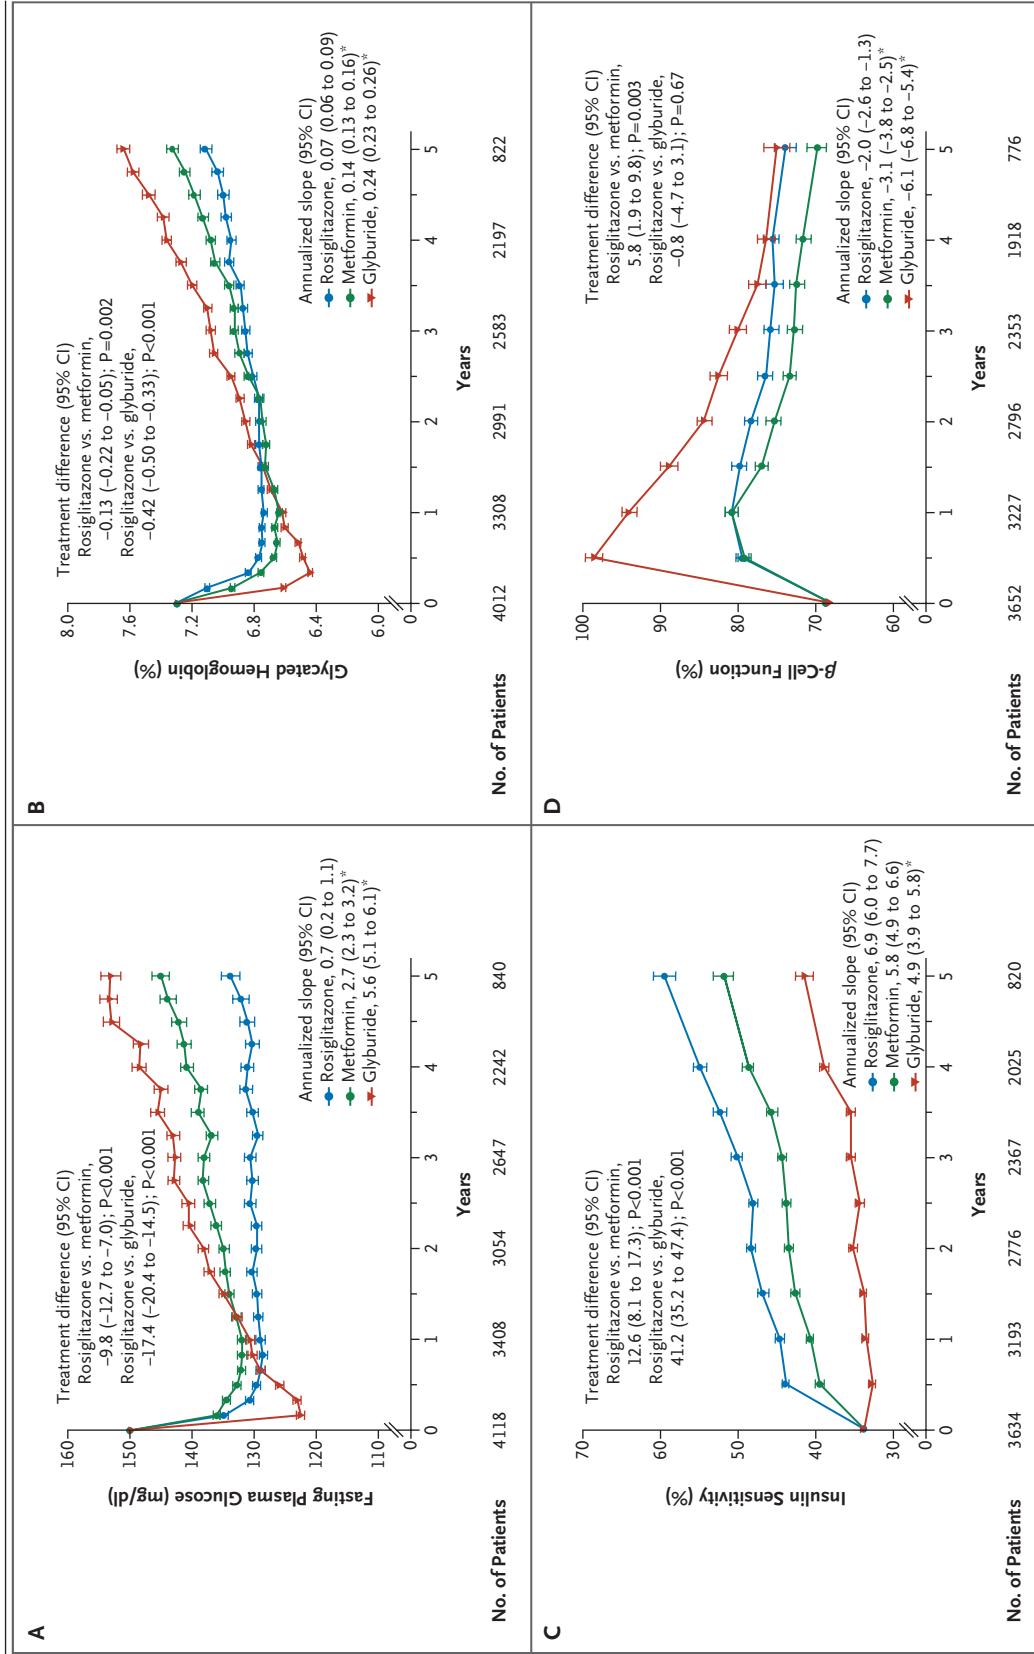 A
Treatment difference (95% CI)
Rosiglitazone vs. metformin,
−9.8 (−12.7 to −7.0); P<0.001
Rosiglitazone vs. glyburide,
−17.4 (−20.4 to −14.5); P<0.001
Fasting Plasma Glucose (mg/dl)
160
150
140
130
120
110
0
Annualized slope (95% CI)
Rosiglitazone, 0.7 (0.2 to 1.1)
Metformin, 2.7 (2.3 to 3.2)*
Glyburide, 5.6 (5.1 to 6.1)*
0 1 2 3 4 5
Years
No. of Patients 4118 3408 3054 2647 2242 840
B
Treatment difference (95% CI)
Rosiglitazone vs. metformin,
−0.13 (−0.22 to −0.05); P=0.002
Rosiglitazone vs. glyburide,
−0.42 (−0.50 to −0.33); P<0.001
Glycated Hemoglobin (%)
8.0
7.6
7.2
6.8
6.4
6.0
0
Annualized slope (95% CI)
Rosiglitazone, 0.07 (0.06 to 0.09)
Metformin, 0.14 (0.13 to 0.16)*
Glyburide, 0.24 (0.23 to 0.26)*
0 1 2 3 4 5
Years
No. of Patients 4012 3308 2991 2583 2197 822
C
Treatment difference (95% CI)
Rosiglitazone vs. metformin,
12.6 (8.1 to 17.3); P<0.001
Rosiglitazone vs. glyburide,
41.2 (35.2 to 47.4); P<0.001
Insulin Sensitivity (%)
70
60
50
40
30
0
Annualized slope (95% CI)
Rosiglitazone, 6.9 (6.0 to 7.7)
Metformin, 5.8 (4.9 to 6.6)
Glyburide, 4.9 (3.9 to 5.8)*
0 1 2 3 4 5
Years
No. of Patients 3634 3193 2776 2367 2025 820
D
Treatment difference (95% CI)
Rosiglitazone vs. metformin,
5.8 (1.9 to 9.8); P=0.003
Rosiglitazone vs. glyburide,
−0.8 (−4.7 to 3.1); P=0.67
β-Cell Function (%)
100
90
80
70
60
0
Annualized slope (95% CI)
Rosiglitazone, −2.0 (−2.6 to −1.3)
Metformin, −3.1 (−3.8 to −2.5)*
Glyburide, −6.1 (−6.8 to −5.4)*
0 1 2 3 4 5
Years
No. of Patients 3652 3227 2796 2353 1918 776